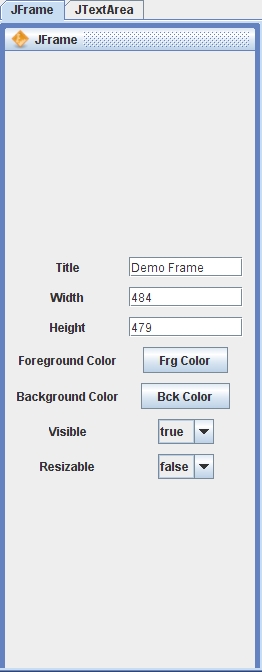 JFrame JTextArea
JFrame
Title Demo Frame
Width 484
Height 479
Foreground Color Frg Color
Background Color Bck Color
Visible true
Resizable false